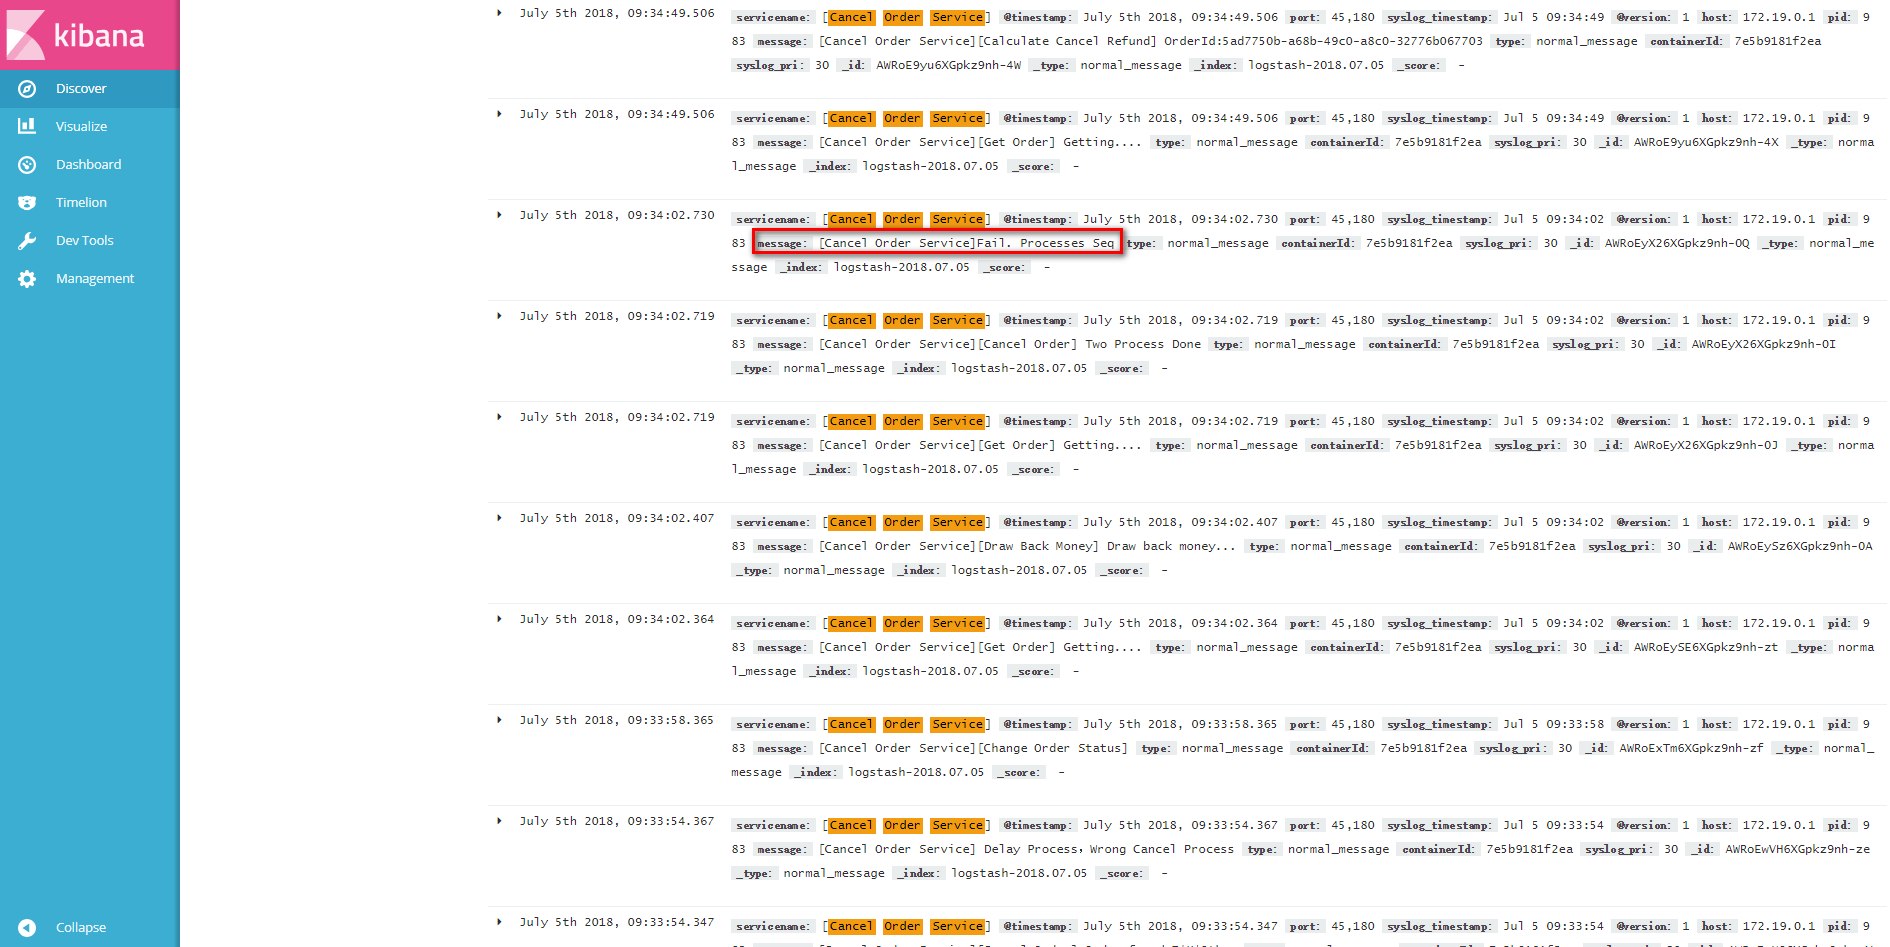 kibana
Discover
Visualize
Dashboard
Timelion
Dev Tools
Management
Collapse
July 5th 2018, 09:34:49.506 servicename: [Cancel Order Service] @timestamp: July 5th 2018, 09:34:49.506 port: 45,180 syslog_timestamp: Jul 5 09:34:49 @version: 1 host: 172.19.0.1 pid: 9
83 message: [Cancel Order Service][Calculate Cancel Refund] OrderId:5ad7750b-a68b-49c0-a8c0-32776b067703 type: normal_message containerId: 7e5b9181f2ea
syslog_pri: 30 _id: AWRoE9yu6XGpkz9nh-4W _type: normal_message _index: logstash-2018.07.05 _score: -
July 5th 2018, 09:34:49.506 servicename: [Cancel Order Service] @timestamp: July 5th 2018, 09:34:49.506 port: 45,180 syslog_timestamp: Jul 5 09:34:49 @version: 1 host: 172.19.0.1 pid: 9
83 message: [Cancel Order Service][Get Order] Getting.... type: normal_message containerId: 7e5b9181f2ea syslog_pri: 30 _id: AWRoE9yu6XGpkz9nh-4X _type: norma
l_message _index: logstash-2018.07.05 _score: -
July 5th 2018, 09:34:02.730 servicename: [Cancel Order Service] @timestamp: July 5th 2018, 09:34:02.730 port: 45,180 syslog_timestamp: Jul 5 09:34:02 @version: 1 host: 172.19.0.1 pid: 9
83 message: [Cancel Order Service]Fail. Processes Seq type: normal_message containerId: 7e5b9181f2ea syslog_pri: 30 _id: AWRoEyX26XGpkz9nh-0Q _type: normal_me
ssage _index: logstash-2018.07.05 _score: -
July 5th 2018, 09:34:02.719 servicename: [Cancel Order Service] @timestamp: July 5th 2018, 09:34:02.719 port: 45,180 syslog_timestamp: Jul 5 09:34:02 @version: 1 host: 172.19.0.1 pid: 9
83 message: [Cancel Order Service][Cancel Order] Two Process Done type: normal_message containerId: 7e5b9181f2ea syslog_pri: 30 _id: AWRoEyX26XGpkz9nh-0I
_type: normal_message _index: logstash-2018.07.05 _score: -
July 5th 2018, 09:34:02.719 servicename: [Cancel Order Service] @timestamp: July 5th 2018, 09:34:02.719 port: 45,180 syslog_timestamp: Jul 5 09:34:02 @version: 1 host: 172.19.0.1 pid: 9
83 message: [Cancel Order Service][Get Order] Getting.... type: normal_message containerId: 7e5b9181f2ea syslog_pri: 30 _id: AWRoEyX26XGpkz9nh-0J _type: norma
l_message _index: logstash-2018.07.05 _score: -
July 5th 2018, 09:34:02.407 servicename: [Cancel Order Service] @timestamp: July 5th 2018, 09:34:02.407 port: 45,180 syslog_timestamp: Jul 5 09:34:02 @version: 1 host: 172.19.0.1 pid: 9
83 message: [Cancel Order Service][Draw Back Money] Draw back money... type: normal_message containerId: 7e5b9181f2ea syslog_pri: 30 _id: AWRoEySz6XGpkz9nh-0A
_type: normal_message _index: logstash-2018.07.05 _score: -
July 5th 2018, 09:34:02.364 servicename: [Cancel Order Service] @timestamp: July 5th 2018, 09:34:02.364 port: 45,180 syslog_timestamp: Jul 5 09:34:02 @version: 1 host: 172.19.0.1 pid: 9
83 message: [Cancel Order Service][Get Order] Getting.... type: normal_message containerId: 7e5b9181f2ea syslog_pri: 30 _id: AWRoEySE6XGpkz9nh-zt _type: norma
l_message _index: logstash-2018.07.05 _score: -
July 5th 2018, 09:33:58.365 servicename: [Cancel Order Service] @timestamp: July 5th 2018, 09:33:58.365 port: 45,180 syslog_timestamp: Jul 5 09:33:58 @version: 1 host: 172.19.0.1 pid: 9
83 message: [Cancel Order Service][Change Order Status] type: normal_message containerId: 7e5b9181f2ea syslog_pri: 30 _id: AWRoExTm6XGpkz9nh-zf _type: normal_
message _index: logstash-2018.07.05 _score: -
July 5th 2018, 09:33:54.367 servicename: [Cancel Order Service] @timestamp: July 5th 2018, 09:33:54.367 port: 45,180 syslog_timestamp: Jul 5 09:33:54 @version: 1 host: 172.19.0.1 pid: 9
83 message: [Cancel Order Service] Delay Process，Wrong Cancel Process type: normal_message containerId: 7e5b9181f2ea syslog_pri: 30 _id: AWRoEwVH6XGpkz9nh-ze
_type: normal_message _index: logstash-2018.07.05 _score: -
July 5th 2018, 09:33:54.347 servicename: [Cancel Order Service] @timestamp: July 5th 2018, 09:33:54.347 port: 45,180 syslog_timestamp: Jul 5 09:33:54 @version: 1 host: 172.19.0.1 pid: 9